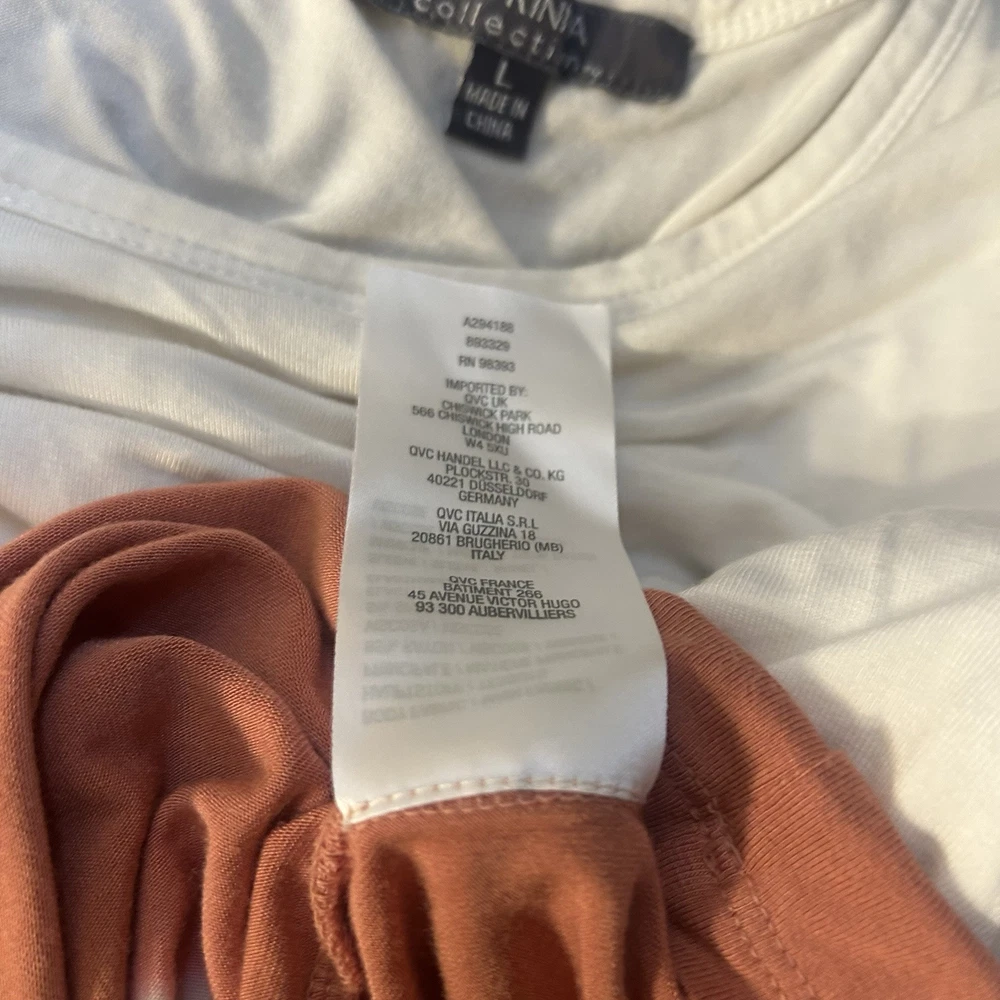 collection
L
MADE IN
CHINA
A294188
893329
RN 98393
IMPORTED BY:
QVC UK
CHISWICK PARK
566 CHISWICK HIGH ROAD
LONDON
W4 5XU
QVC HANDEL LLC & CO. KG
PLOCKSTR. 30
40221 DÜSSELDORF
GERMANY
QVC ITALIA S.R.L
VIA GUZZINA 18
20861 BRUGHERIO (MB)
ITALY
QVC FRANCE
BATIMENT 266
45 AVENUE VICTOR HUGO
93 300 AUBERVILLIERS